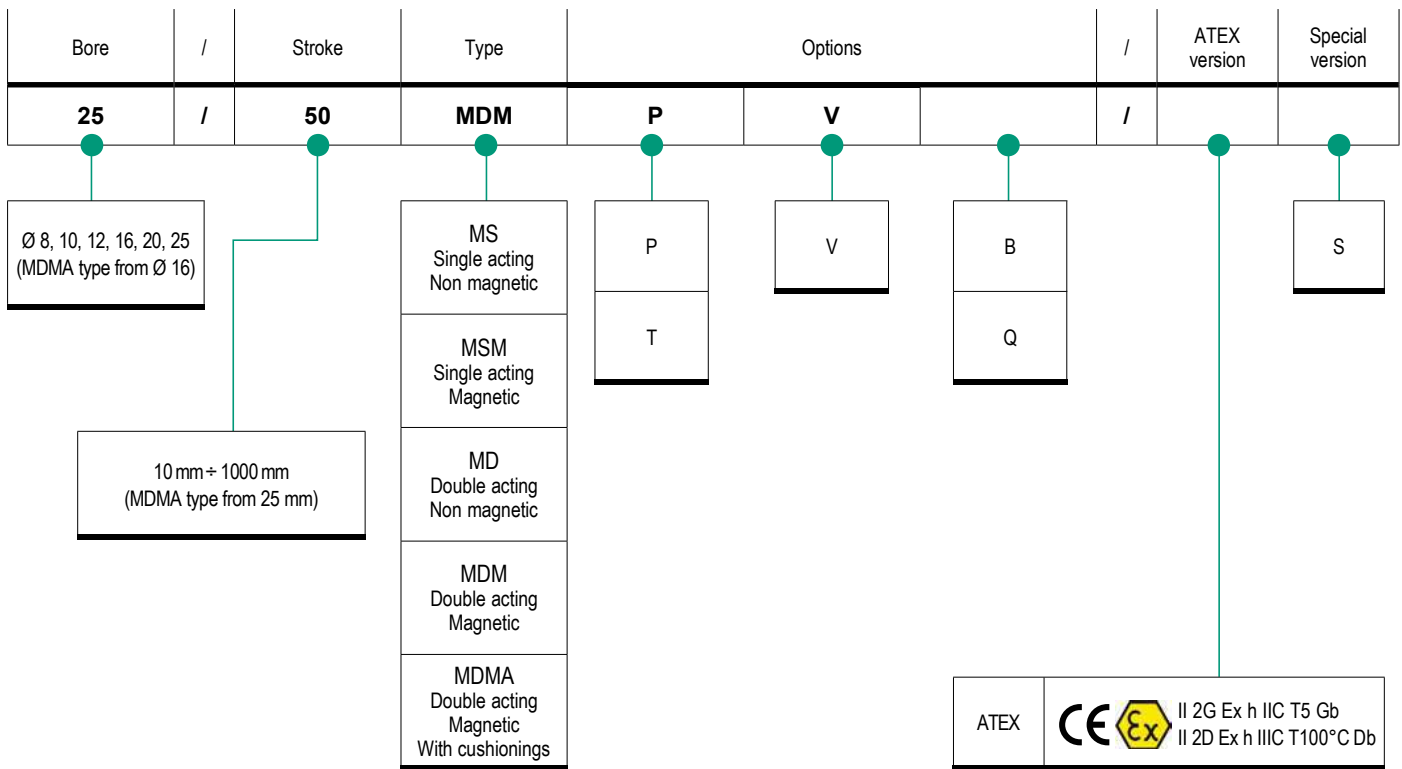 Bore / Stroke Type Options / ATEX version Special version
25 / 50 MDM P V /
Ø 8, 10, 12, 16, 20, 25
(MDMA type from Ø 16)
10 mm ÷ 1000 mm
(MDMA type from 25 mm)
MS
Single acting
Non magnetic
MSM
Single acting
Magnetic
MD
Double acting
Non magnetic
MDM
Double acting
Magnetic
MDMA
Double acting
Magnetic
With cushionings
P
T
V
B
Q
S
ATEX
CE Ex
II 2G Ex h IIC T5 Gb
II 2D Ex h IIIC T100°C Db